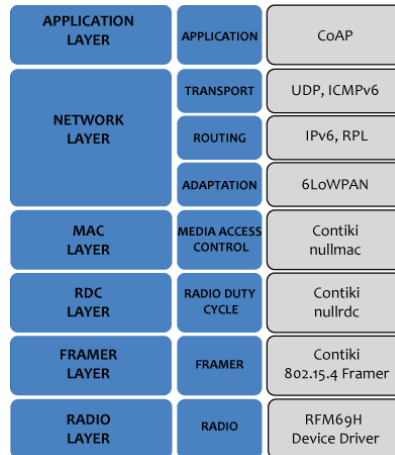 APPLICATION
LAYER
APPLICATION
CoAP
NETWORK
LAYER
TRANSPORT
UDP, ICMPv6
ROUTING
IPv6, RPL
ADAPTATION
6LoWPAN
MAC
LAYER
MEDIA ACCESS
CONTROL
Contiki
nullmac
RDC
LAYER
RADIO DUTY
CYCLE
Contiki
nullrdc
FRAMER
LAYER
FRAMER
Contiki
802.15.4 Framer
RADIO
LAYER
RADIO
RFM69H
Device Driver